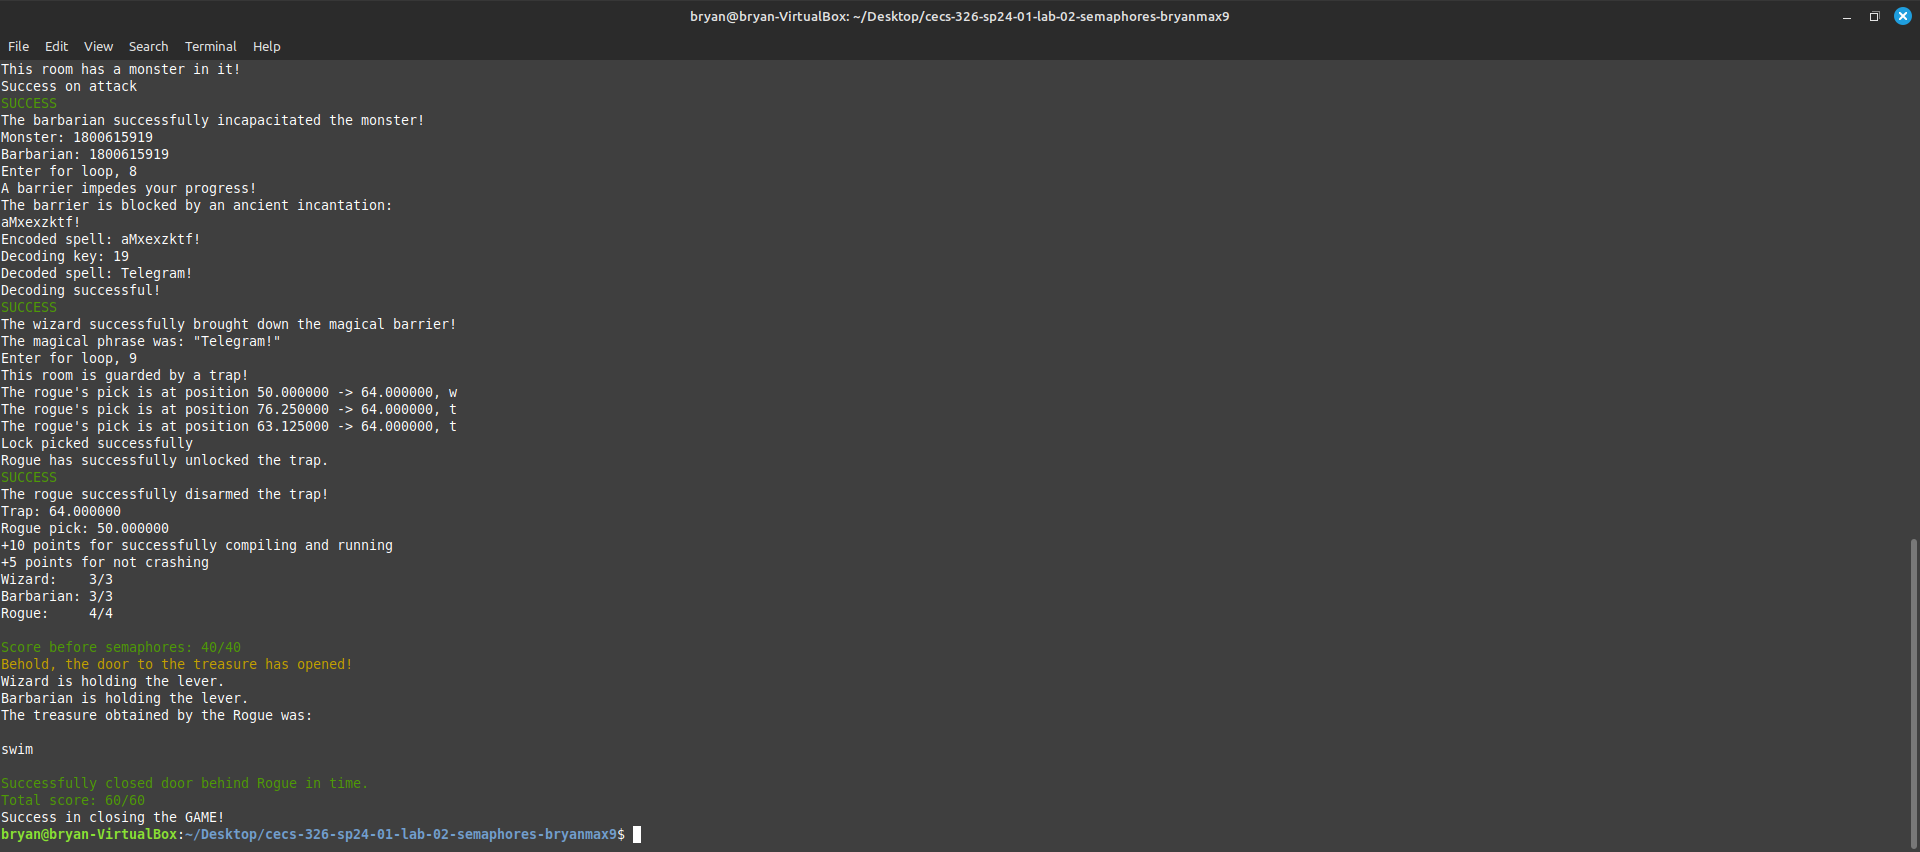 bryan@bryan-VirtualBox: ~/Desktop/cecs-326-sp24-01-lab-02-semaphores-bryanmax9
File Edit View Search Terminal Help
This room has a monster in it!
Success on attack
SUCCESS
The barbarian successfully incapacitated the monster!
Monster: 1800615919
Barbarian: 1800615919
Enter for loop, 8
A barrier impedes your progress!
The barrier is blocked by an ancient incantation:
aMxexzktf!
Encoded spell: aMxexzktf!
Decoding key: 19
Decoded spell: Telegram!
Decoding successful!
SUCCESS
The wizard successfully brought down the magical barrier!
The magical phrase was: "Telegram!"
Enter for loop, 9
This room is guarded by a trap!
The rogue's pick is at position 50.000000 -> 64.000000, w
The rogue's pick is at position 76.250000 -> 64.000000, t
The rogue's pick is at position 63.125000 -> 64.000000, t
Lock picked successfully
Rogue has successfully unlocked the trap.
SUCCESS
The rogue successfully disarmed the trap!
Trap: 64.000000
Rogue pick: 50.000000
+10 points for successfully compiling and running
+5 points for not crashing
Wizard:    3/3
Barbarian: 3/3
Rogue:     4/4
Score before semaphores: 40/40
Behold, the door to the treasure has opened!
Wizard is holding the lever.
Barbarian is holding the lever.
The treasure obtained by the Rogue was:
swim
Successfully closed door behind Rogue in time.
Total score: 60/60
Success in closing the GAME!
bryan@bryan-VirtualBox:~/Desktop/cecs-326-sp24-01-lab-02-semaphores-bryanmax9$